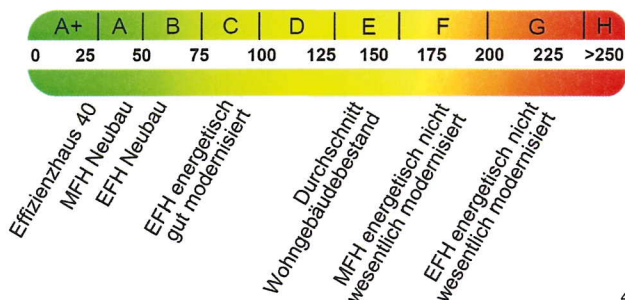 A+ A B C D E F G H
0 25 50 75 100 125 150 175 200 225 >250
Effizienzhaus 40
MFH Neubau
EFH Neubau
EFH energetisch
gut modernisiert
Durchschnitt
Wohngebäudebestand
MFH energetisch nicht
wesentlich modernisiert
EFH energetisch nicht
wesentlich modernisiert